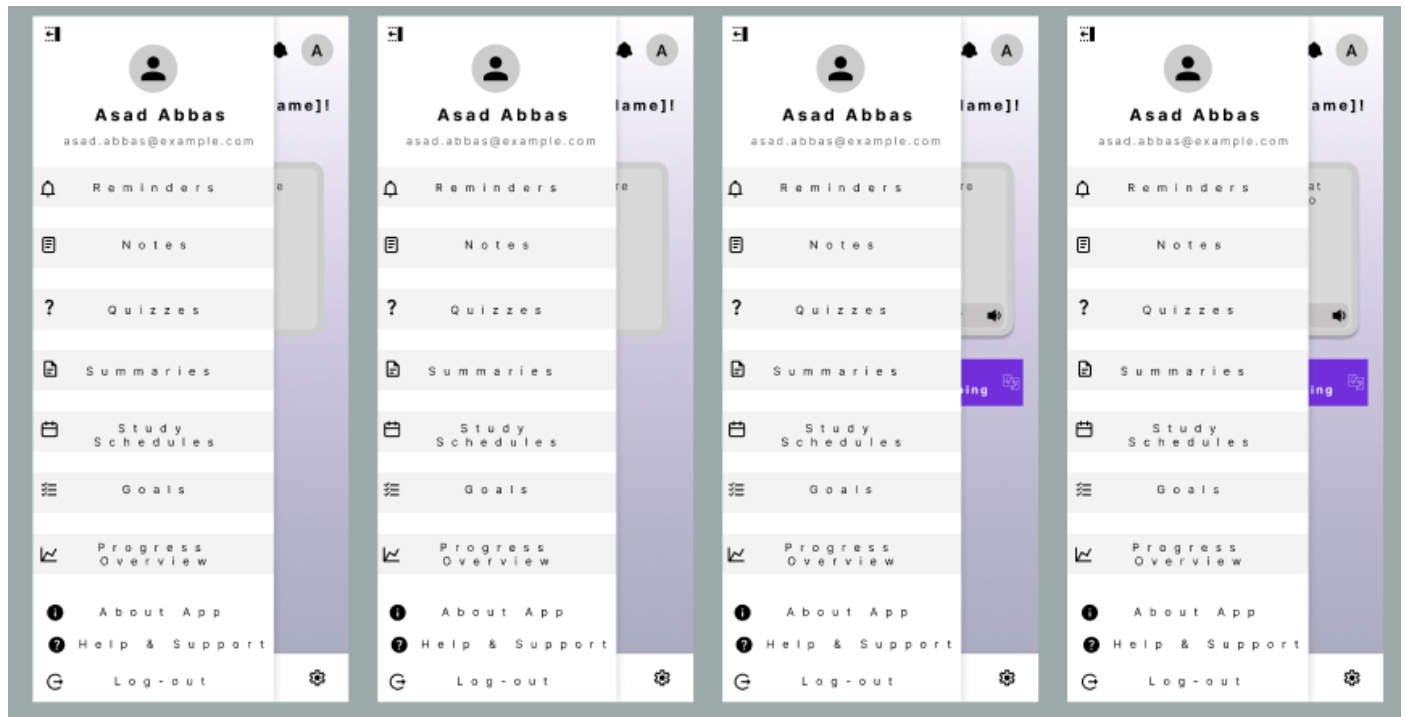 A
ame]!
Asad Abbas
asad.abbas@example.com
e
Reminders
Notes
? Quizzes
Summaries
Study
Schedules
Goals
Progress
Overview
About App
Help & Support
Log-out
A
lame]!
Asad Abbas
asad.abbas@example.com
re
Reminders
Notes
? Quizzes
Summaries
Study
Schedules
Goals
Progress
Overview
About App
Help & Support
Log-out
A
lame]!
Asad Abbas
asad.abbas@example.com
re
Reminders
Notes
? Quizzes
Summaries
ing
Study
Schedules
Goals
Progress
Overview
About App
Help & Support
Log-out
A
ame]!
Asad Abbas
asad.abbas@example.com
at
o
Reminders
Notes
? Quizzes
Summaries
ing
Study
Schedules
Goals
Progress
Overview
About App
Help & Support
Log-out